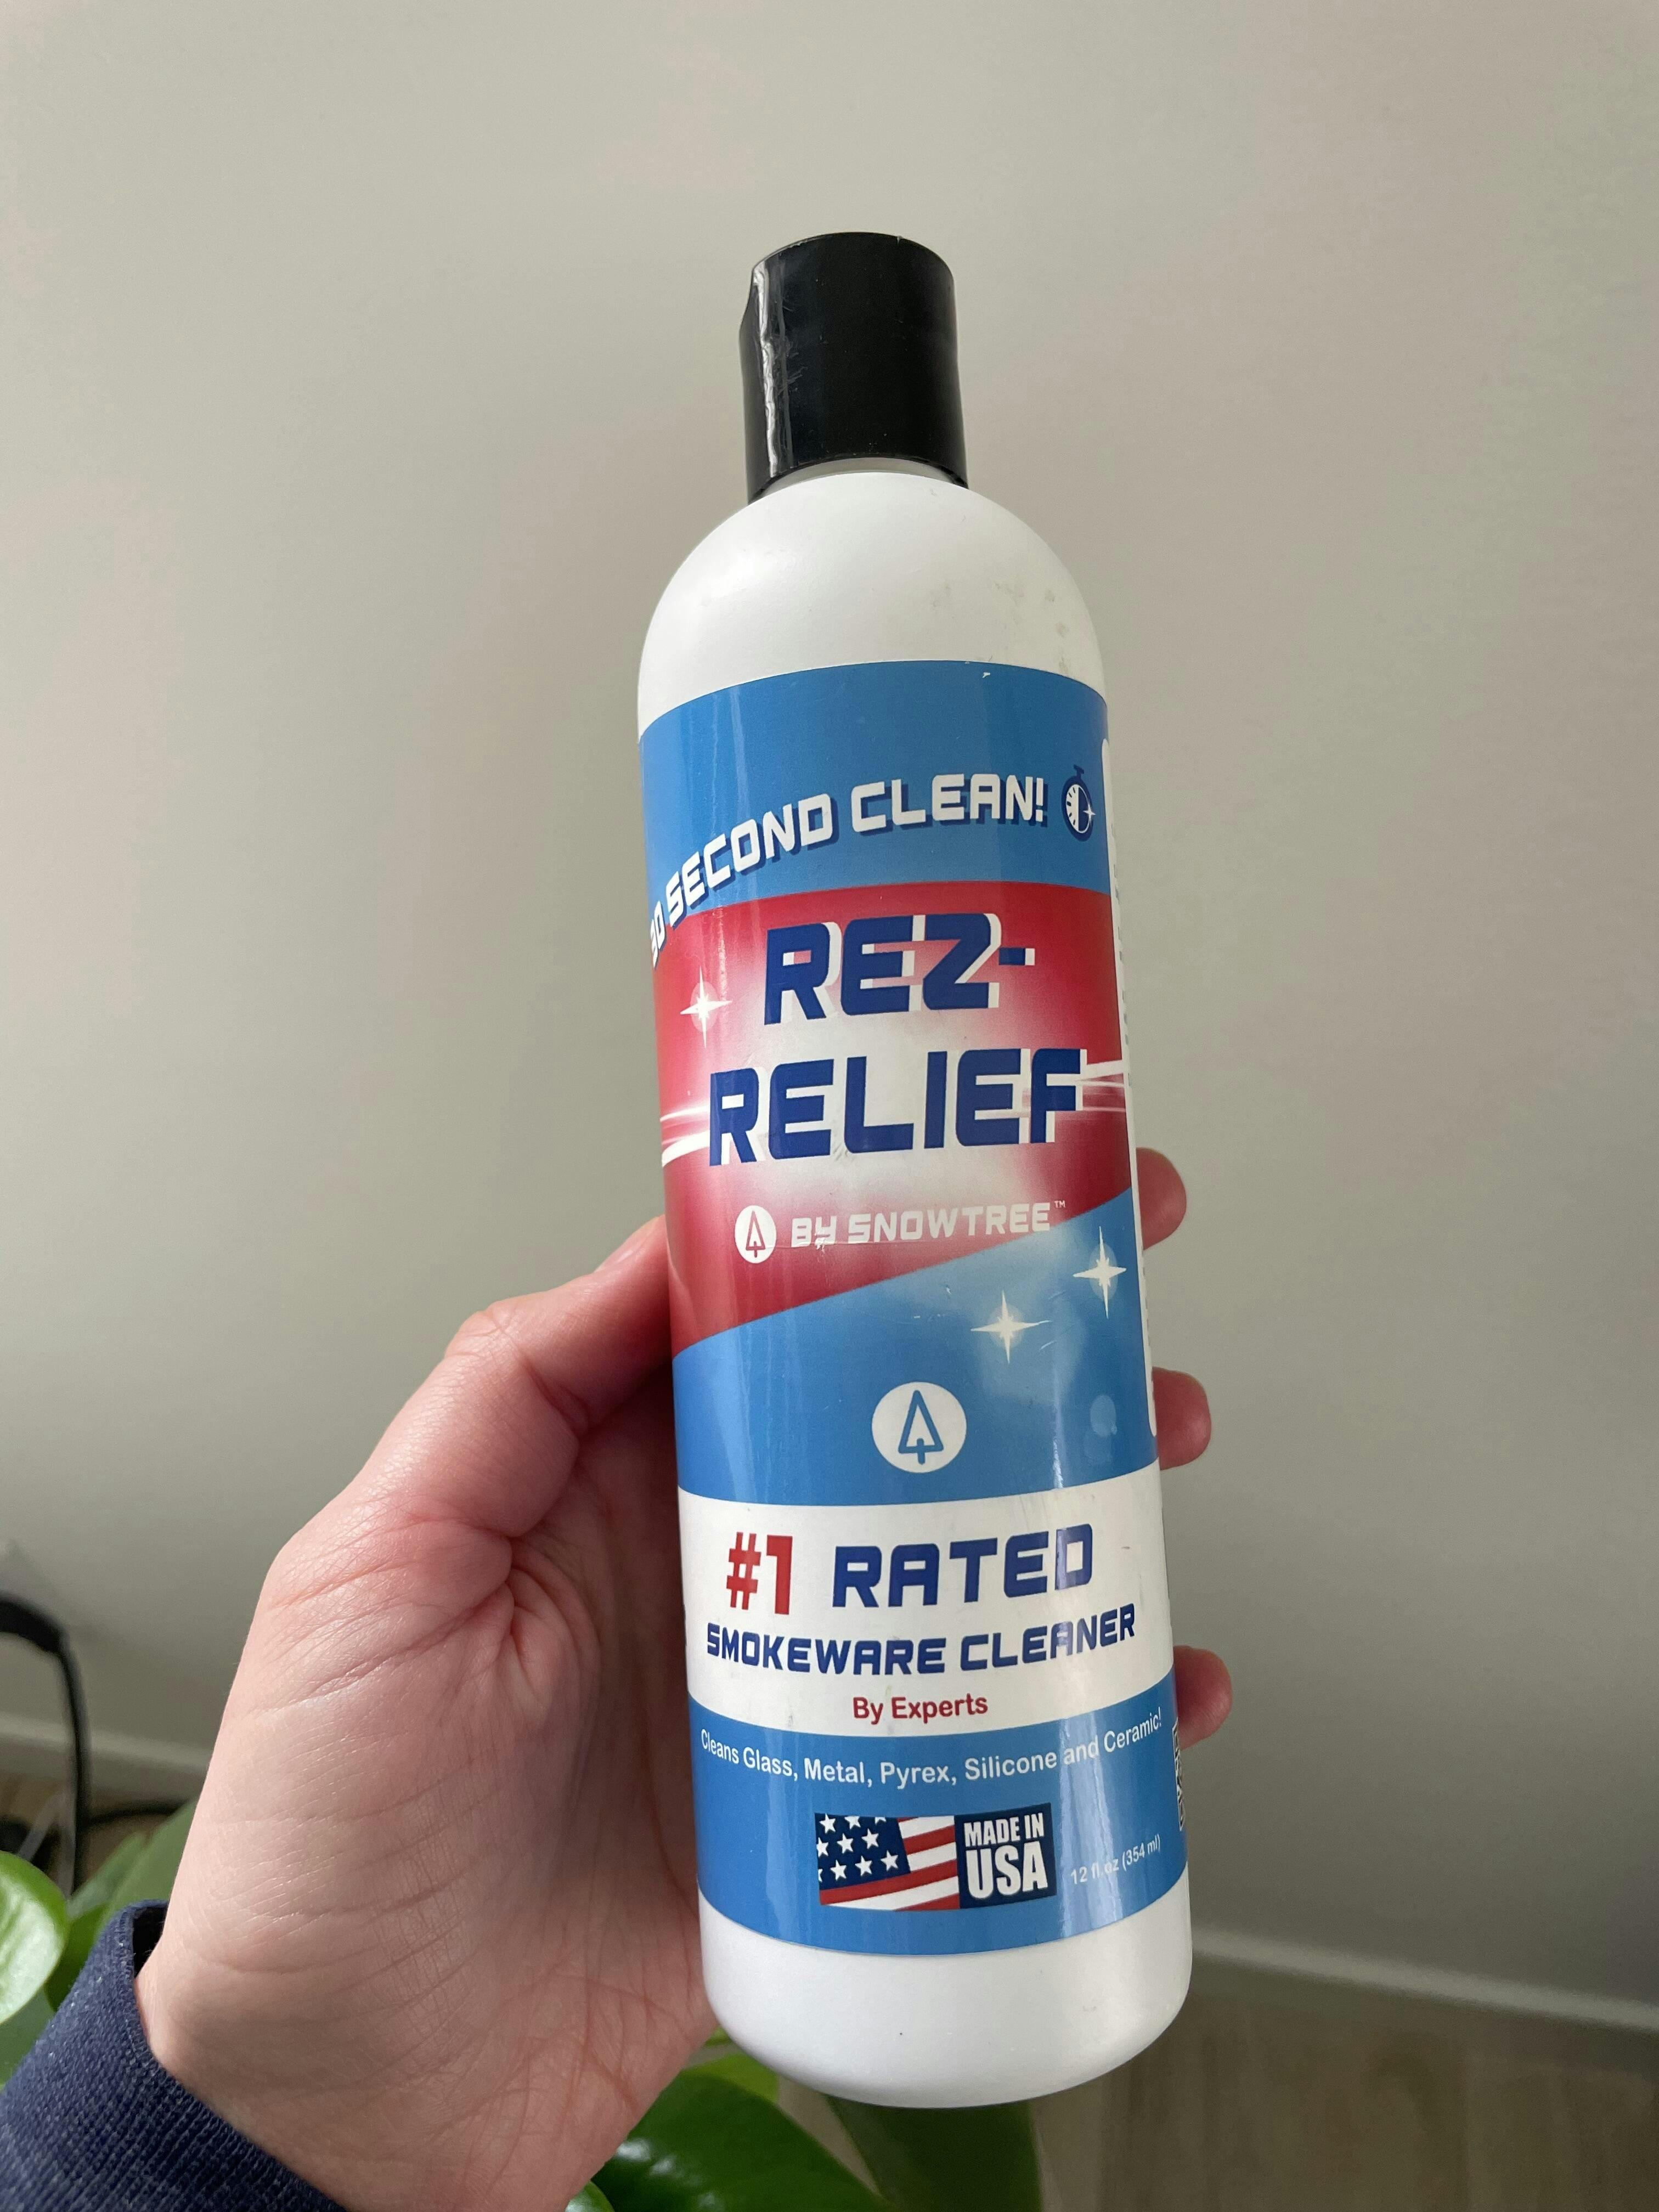 SECOND CLEAN!
REZ-
RELIEF
BY SNOWTREE™
#1 RATED
SMOKEWARE CLEANER
By Experts
Cleans Glass, Metal, Pyrex, Silicone and Ceramic!
MADE IN
USA
12 fl oz (354 ml)